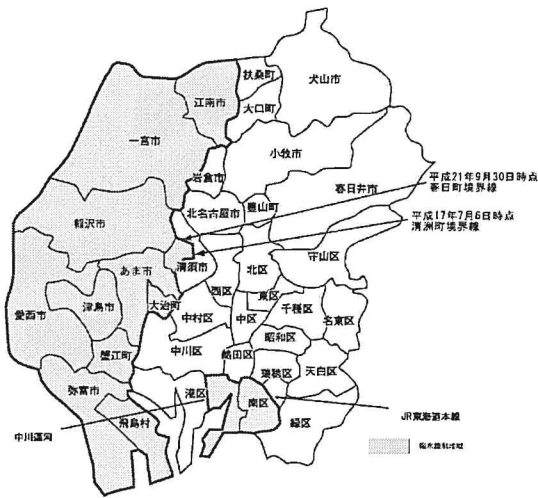 扶桑町
犬山市
江南市
大口町
一宮市
小牧市
岩倉市
平成21年9月30日時点
春日町境界線
春日井市
北名古屋市
豊山町
稲沢市
平成17年7月6日時点
清洲町境界線
守山区
あま市
清須市
北区
西区
東区
津島市
大治町
千種区
愛西市
中村区
中区
名東区
昭和区
蟹江町
中川区
熱田区
瑞穂区
天白区
弥富市
港区
南区
JR東海道本線
飛島村
緑区
中川運河